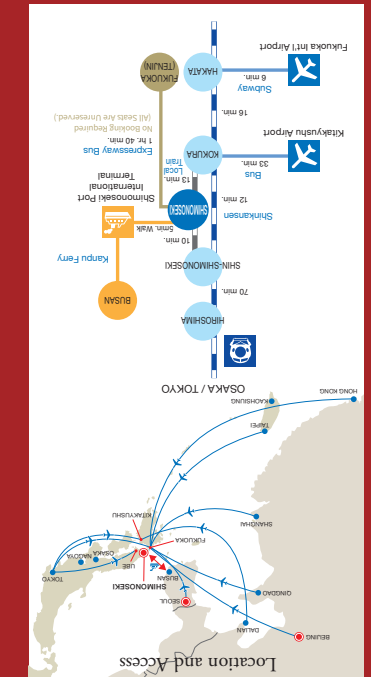 Location and Access
BEIJING
DALIAN
QINGDAO
SEOUL
BUSAN
SHIMONOSEKI
TOKYO
NAGOYA
OSAKA
UBE
FUKUOKA
KITAKYUSHU
SHANGHAI
TAIPEI
KAOHSIUNG
HONG KONG
OSAKA / TOKYO
HIROSHIMA
70 min.
SHIN-SHIMONOSEKI
10 min.
Shinkansen
12 min.
SHIMONOSEKI
5min. Walk
BUSAN
Kanpu Ferry
Shimonoseki Port
International
Terminal
13 min.
Local
Train
KOKURA
33 min.
Bus
Kitakyushu Airport
Expressway Bus
1 hr. 40 min.
No Booking Required
(All Seats Are Unreserved.)
16 min.
HAKATA
Subway
6 min.
Fukuoka Int'l Airport
FUKUOKA
(TENJIN)